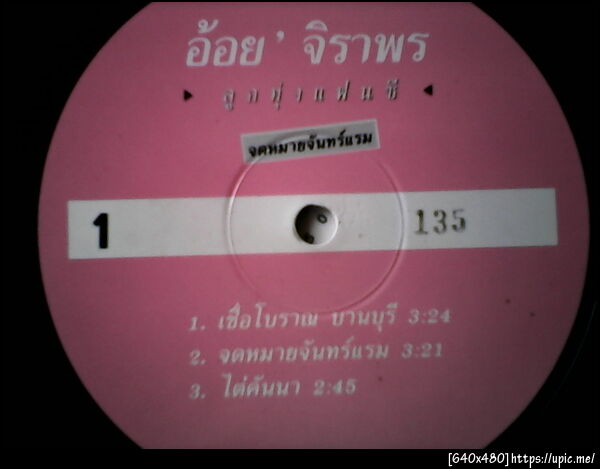 อ้อย ' จิราพร
ลูกทุ่งแฟนซี
จดหมายจันทร์แรม
1
135
1. เชื่อโบราณ บานบุรี 3:24
2. จดหมายจันทร์แรม 3:21
3. ไต่คันนา 2:45
[640x480]https://upic.me/